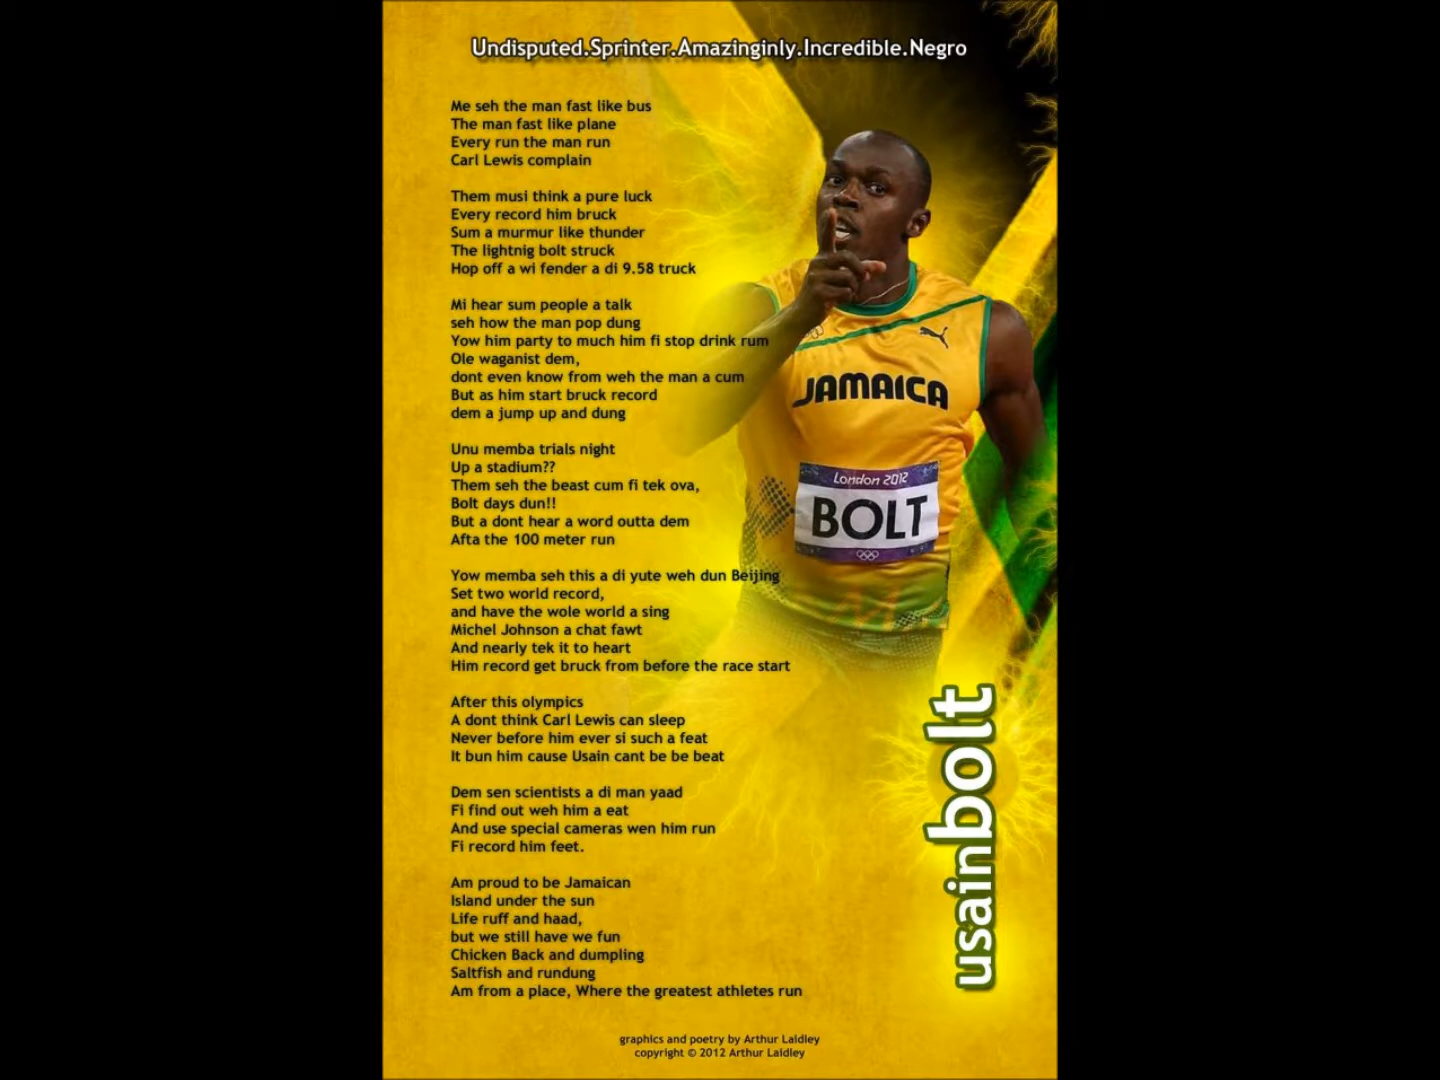 Undisputed.Sprinter.Amazinginly.Incredible.Negro
Me seh the man fast like bus
The man fast like plane
Every run the man run
Carl Lewis complain
Them musi think a pure luck
Every record him bruck
Sum a murmur like thunder
The lightnig bolt struck
Hop off a wi fender a di 9.58 truck
Mi hear sum people a talk
seh how the man pop dung
Yow him party to much him fi stop drink rum
Ole waganist dem,
dont even know from weh the man a cum
But as him start bruck record
dem a jump up and dung
Unu memba trials night
Up a stadium??
Them seh the beast cum fi tek ova,
Bolt days dun!!
But a dont hear a word outta dem
Afta the 100 meter run
Yow memba seh this a di yute weh dun Beijing
Set two world record,
and have the wole world a sing
Michel Johnson a chat fawt
And nearly tek it to heart
Him record get bruck from before the race start
After this olympics
A dont think Carl Lewis can sleep
Never before him ever si such a feat
It bun him cause Usain cant be be beat
Dem sen scientists a di man yaad
Fi find out weh him a eat
And use special cameras wen him run
Fi record him feet.
Am proud to be Jamaican
Island under the sun
Life ruff and haad,
but we still have we fun
Chicken Back and dumpling
Saltfish and rundung
Am from a place, Where the greatest athletes run
JAMAICA
London 2012
BOLT
usainbolt
graphics and poetry by Arthur Laidley
copyright © 2012 Arthur Laidley